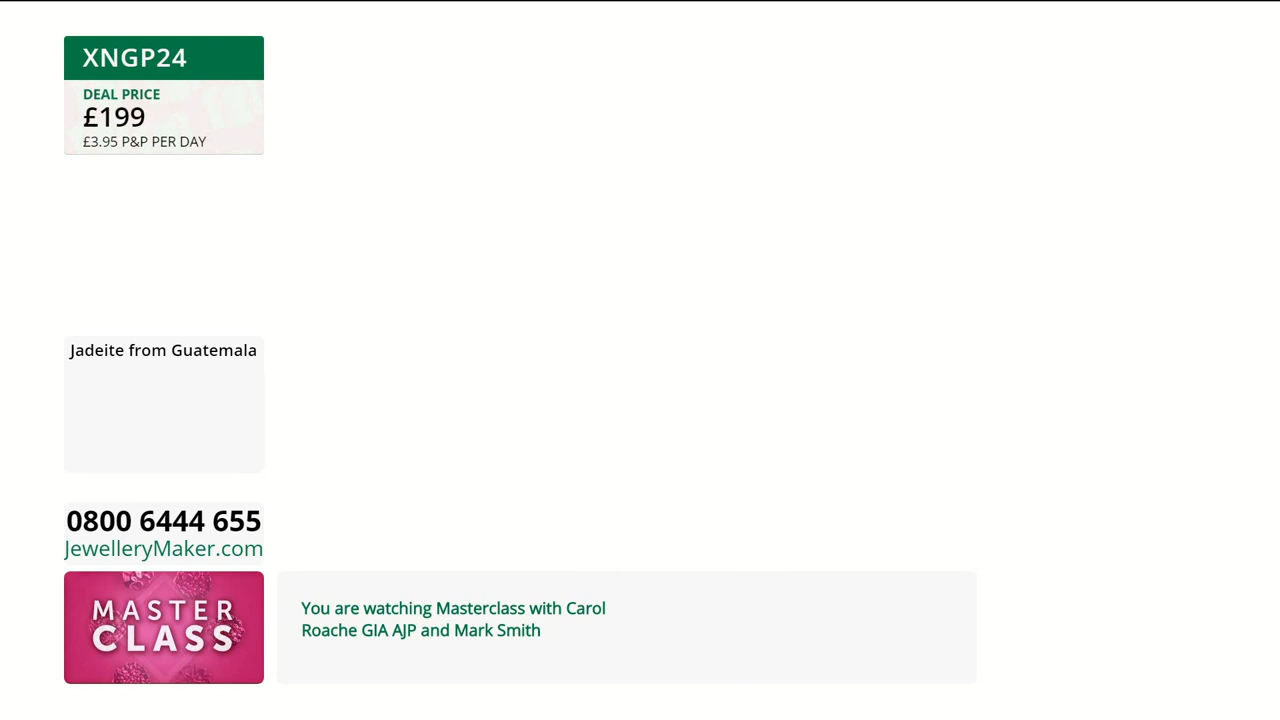 XNGP24
DEAL PRICE
£199
£3.95 P&P PER DAY
Jadeite from Guatemala
0800 6444 655
JewelleryMaker.com
MASTER
CLASS
You are watching Masterclass with Carol
Roache GIA AJP and Mark Smith